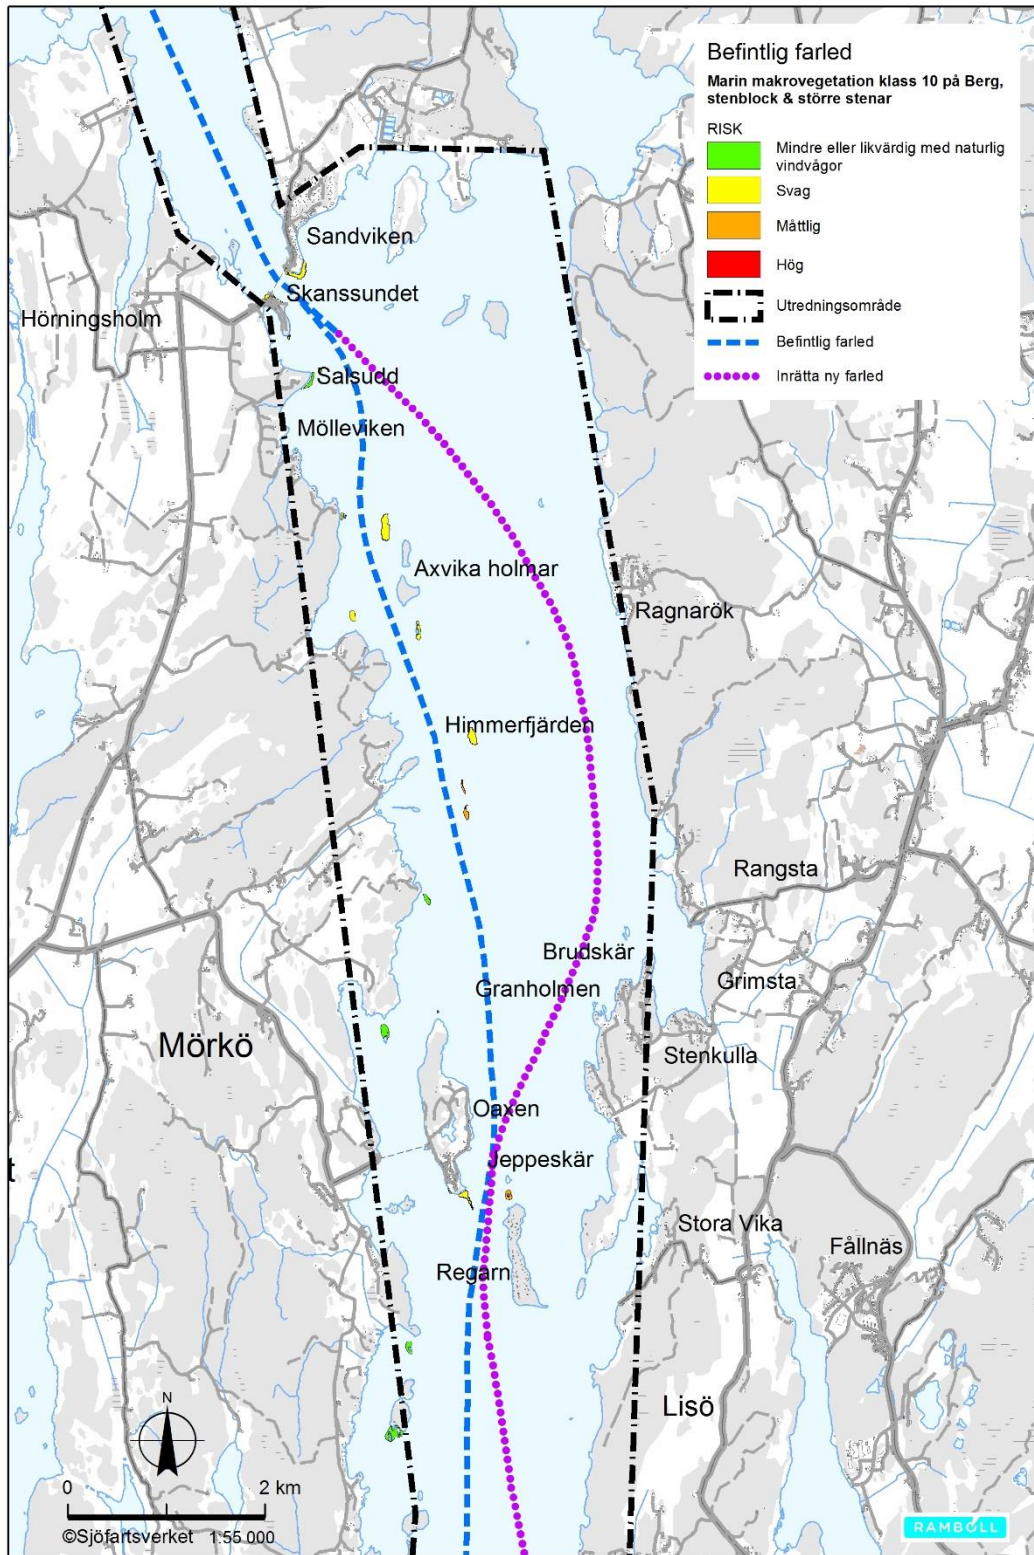 Befintlig farled
Marin makrovegetation klass 10 på Berg,
stenblock & större stenar
RISK
Mindre eller likvärdig med naturlig
vindvågor
Svag
Måttlig
Hög
Utredningsområde
Befintlig farled
Inrätta ny farled
Sandviken
Skanssundet
Hörningsholm
Salsudd
Mölleviken
Axvika holmar
Ragnarök
Himmerfjärden
Rangsta
Brudskär
Grimsta
Granholmen
Mörkö
Stenkulla
Oaxen
Jeppeskär
t
Stora Vika
Fållnäs
Regarn
N
Lisö
0 2 km
©Sjöfartsverket 1:55 000
RAMBOLL